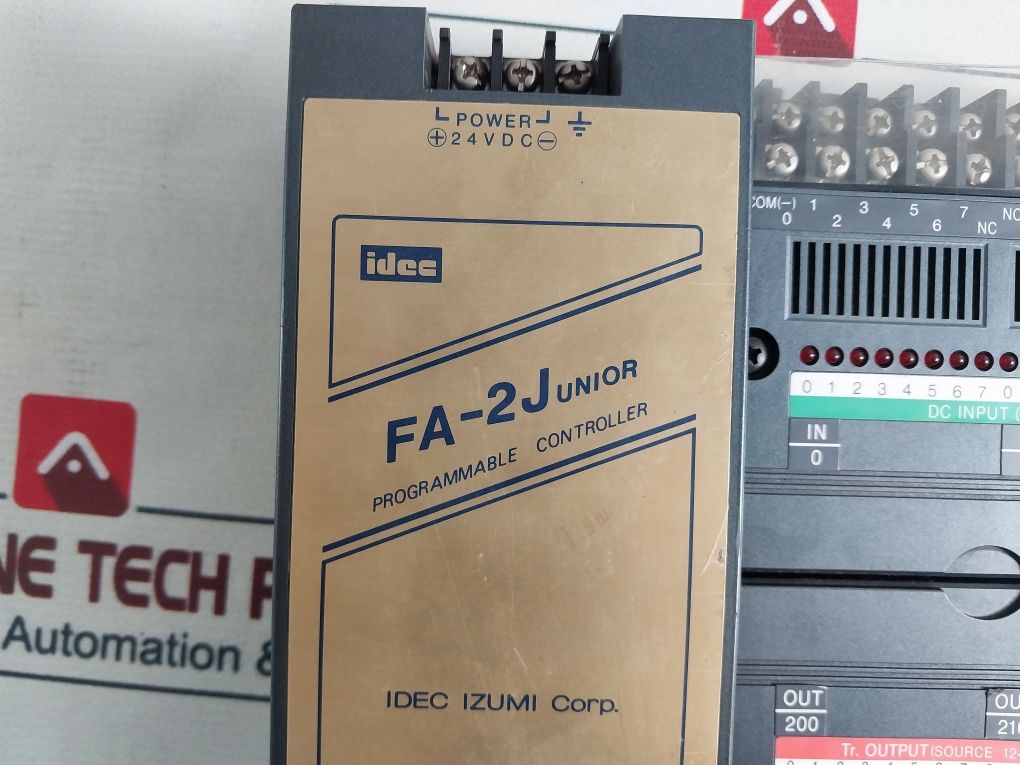 POWER
⊕24VDC⊖
idec
FA-2JUNIOR
PROGRAMMABLE CONTROLLER
IDEC IZUMI Corp.
COM(-) 1 3 5 7
0 2 4 6 NC
0 1 2 3 4 5 6 7 0
DC INPUT
IN
0
OUT
200
Tr. OUTPUT(SOURCE 12-
TECH
Automation &